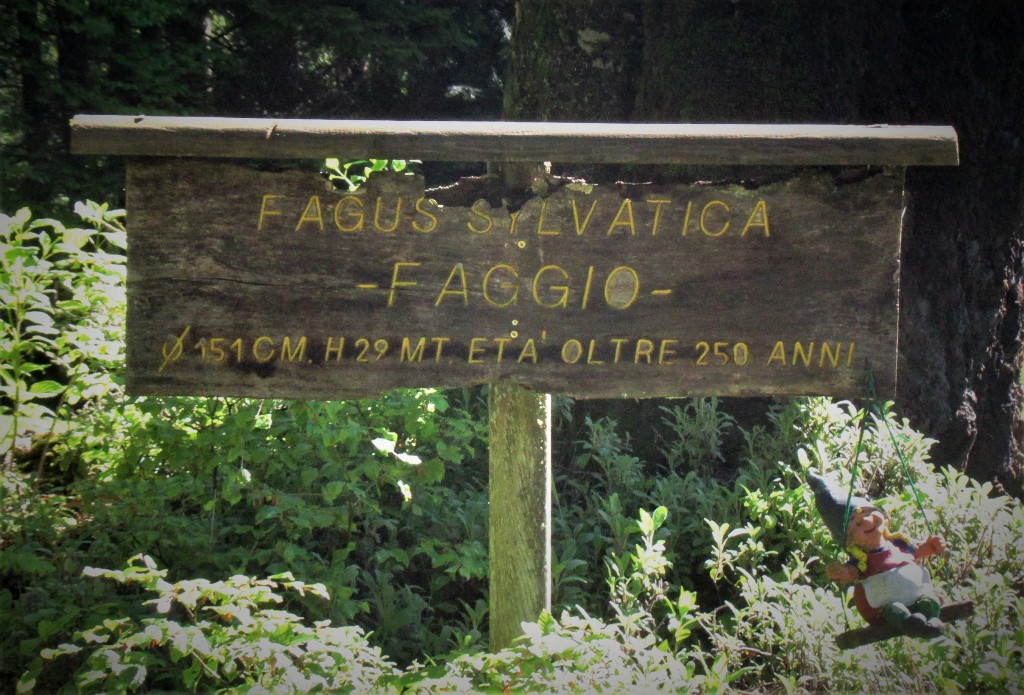 FAGUS SYLVATICA
-FAGGIO-
Ø 151 CM. H 29 MT. ETA' OLTRE 250 ANNI